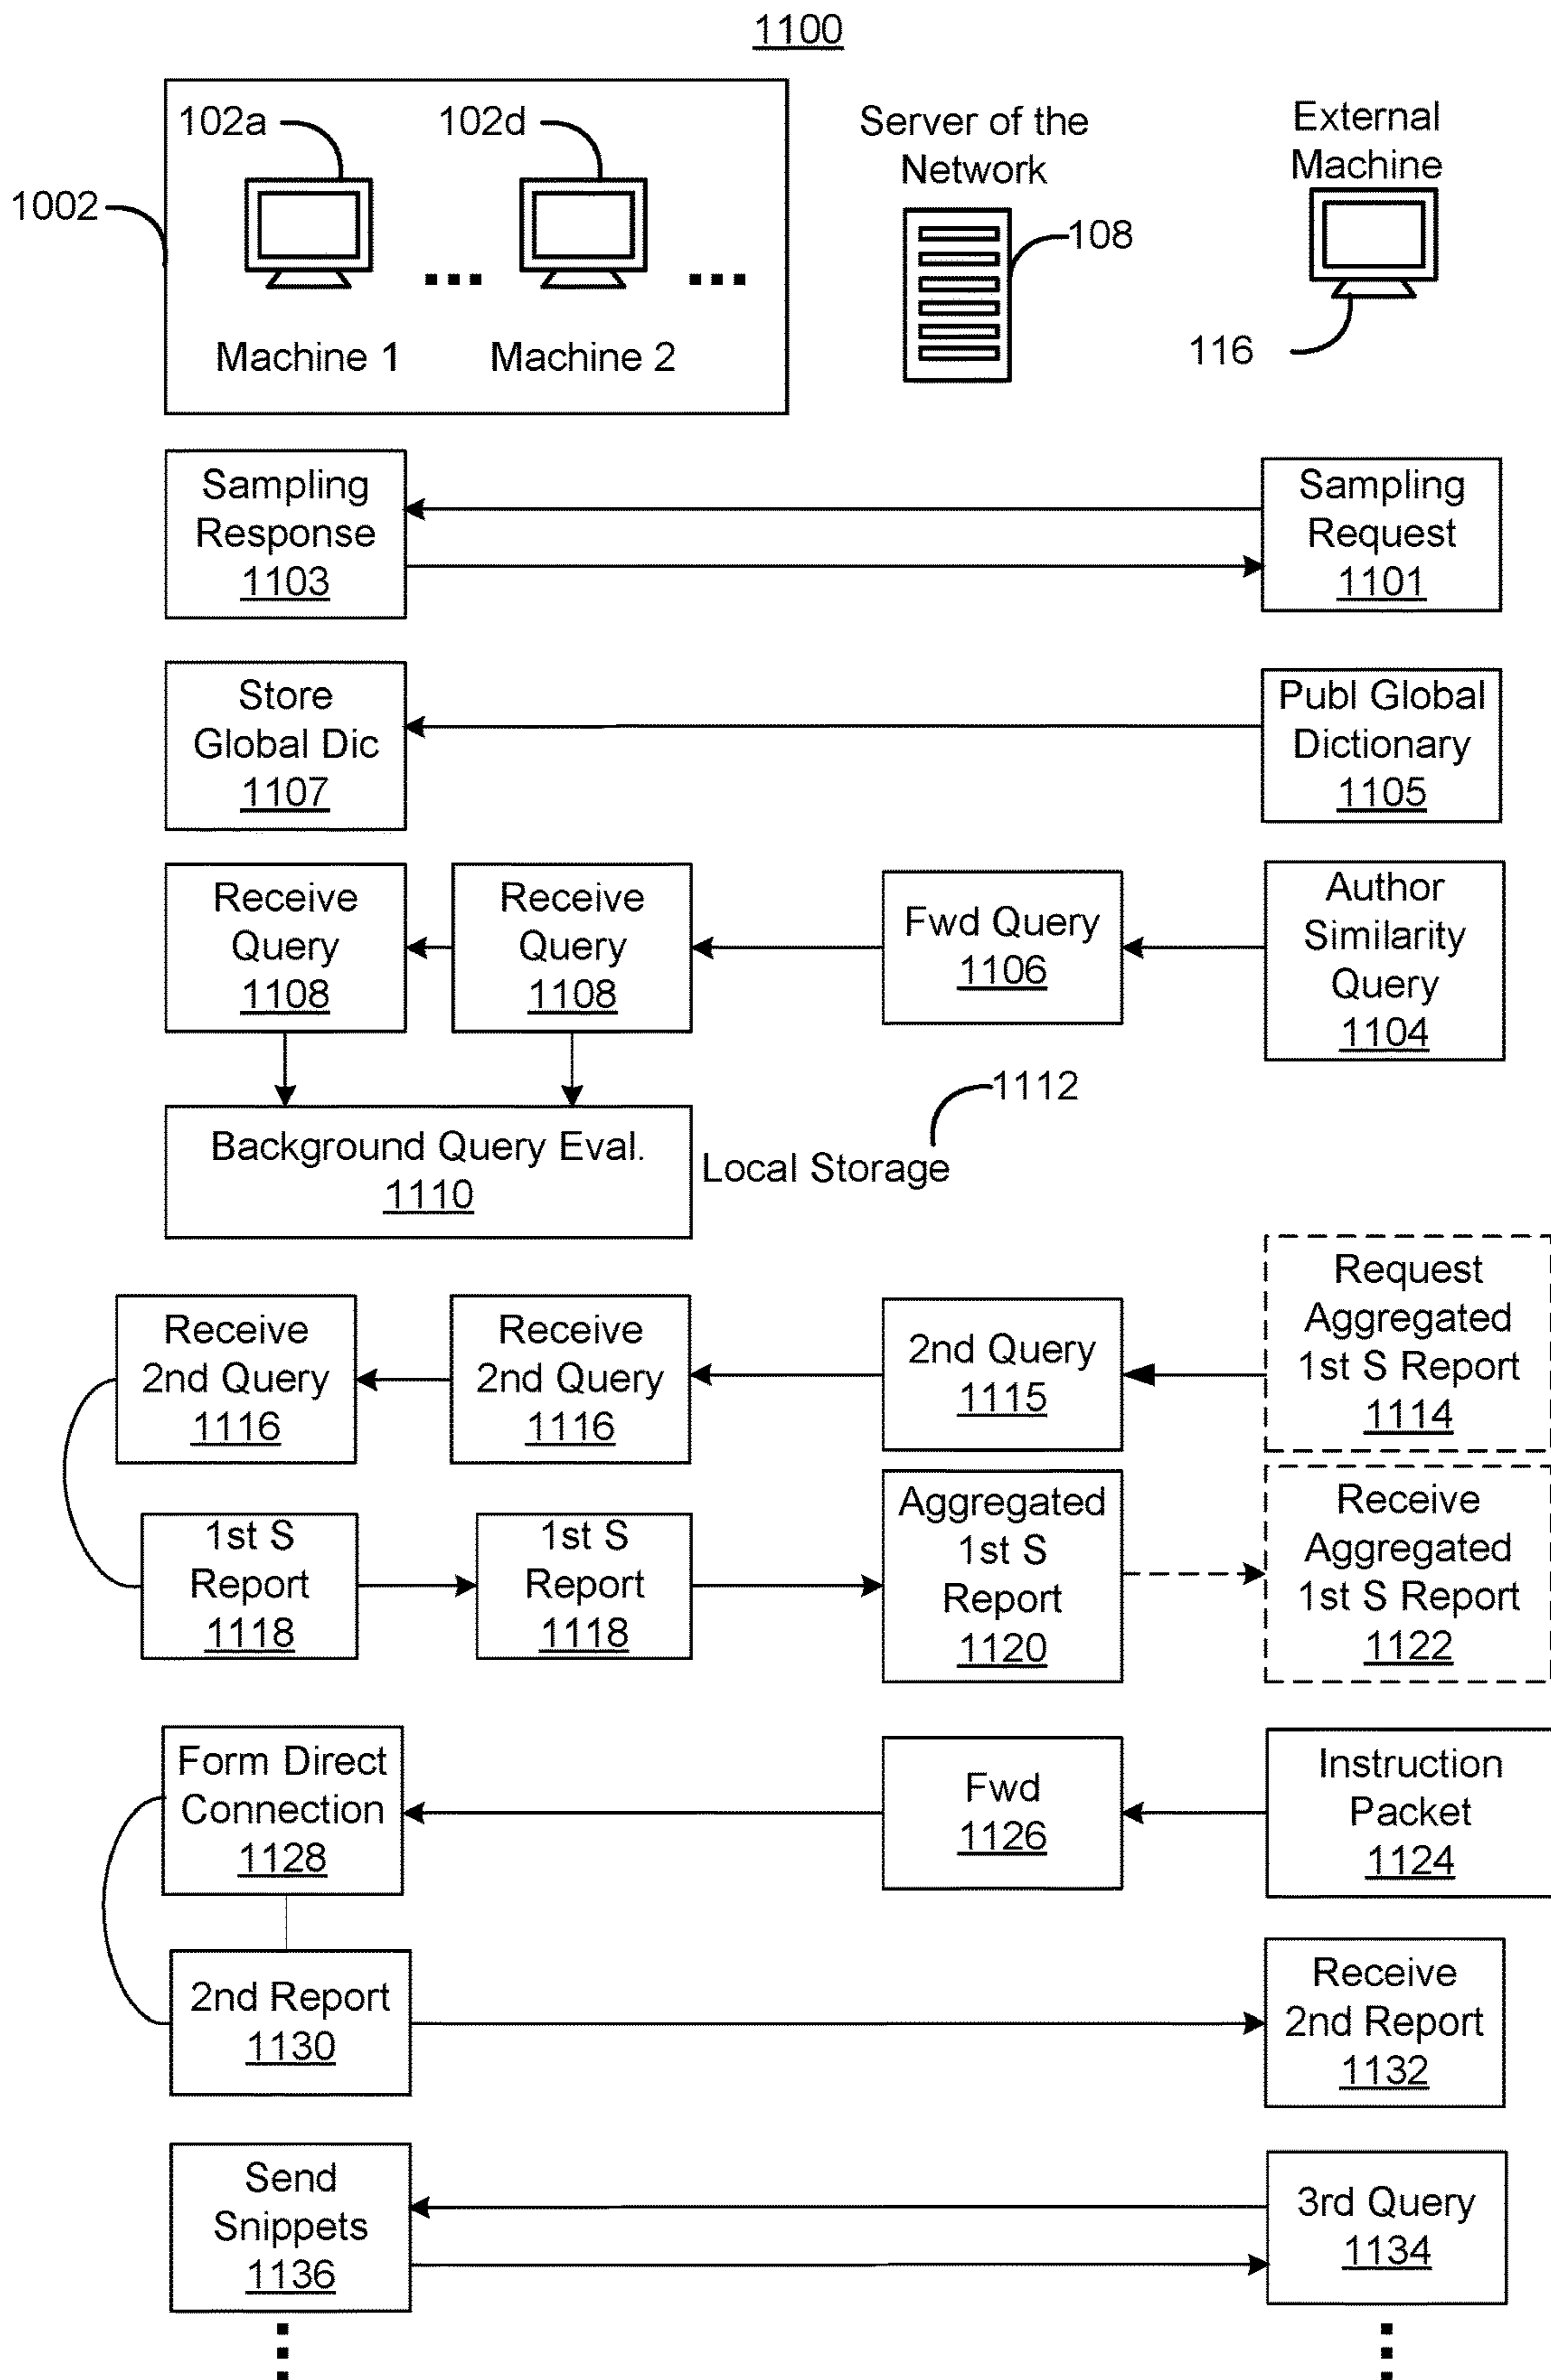 1100
102a
102d
Server of the
Network
External
Machine
1002
108
116
Machine 1
Machine 2
Sampling
Response
1103
Sampling
Request
1101
Store
Global Dic
1107
Publ Global
Dictionary
1105
Receive
Query
1108
Receive
Query
1108
Fwd Query
1106
Author
Similarity
Query
1104
1112
Background Query Eval.
1110
Local Storage
Receive
2nd Query
1116
Receive
2nd Query
1116
2nd Query
1115
Request
Aggregated
1st S Report
1114
1st S
Report
1118
1st S
Report
1118
Aggregated
1st S
Report
1120
Receive
Aggregated
1st S Report
1122
Form Direct
Connection
1128
Fwd
1126
Instruction
Packet
1124
2nd Report
1130
Receive
2nd Report
1132
Send
Snippets
1136
3rd Query
1134